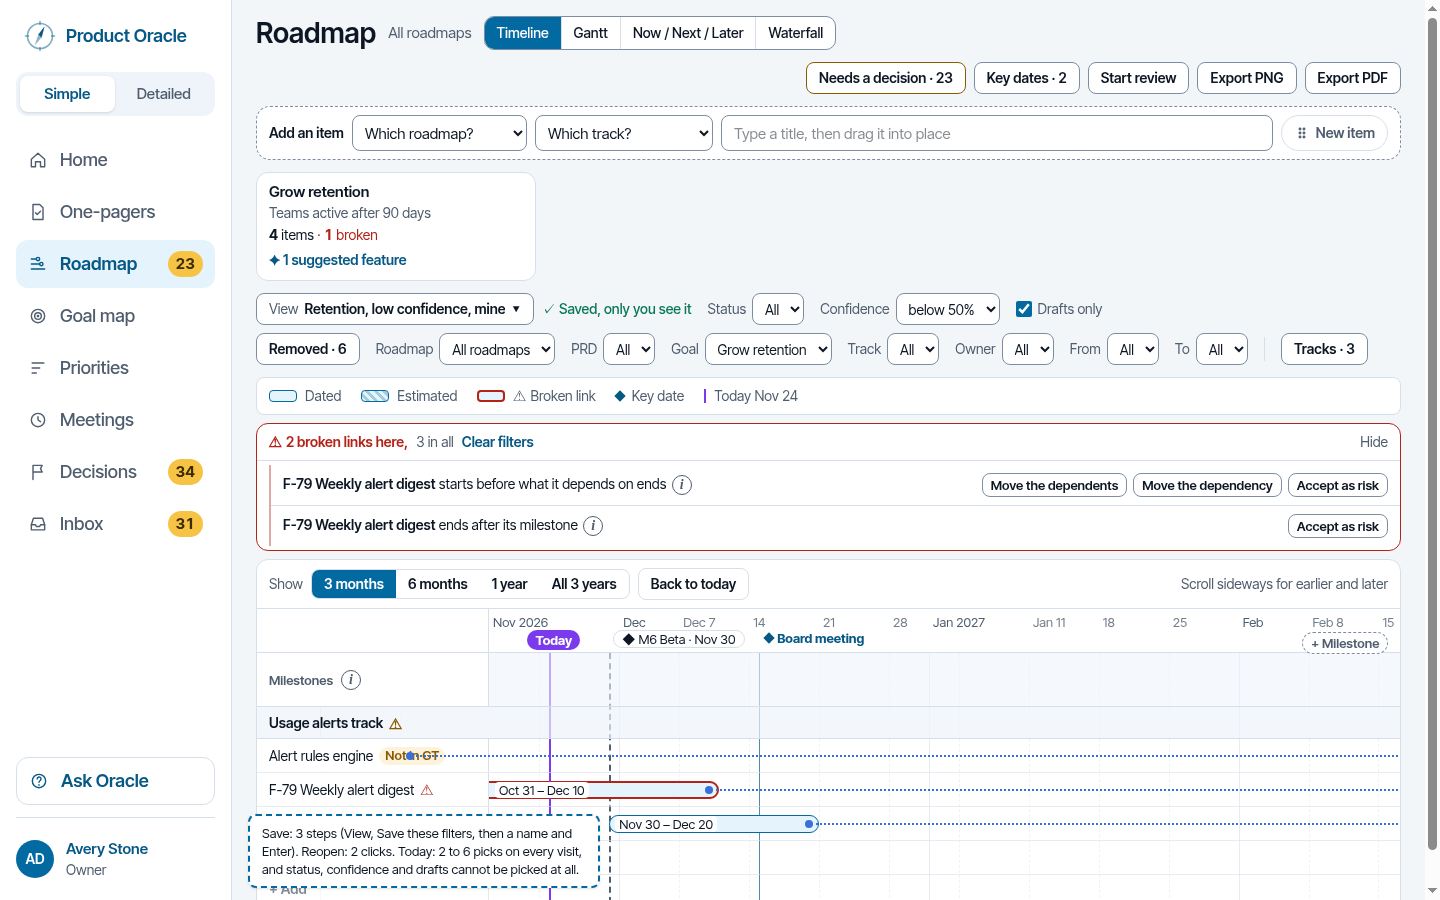 Product Oracle
Simple
Detailed
Home
One-pagers
Roadmap 23
Goal map
Priorities
Meetings
Decisions 34
Inbox 31
Ask Oracle
AD
Avery Stone
Owner
Roadmap All roadmaps Timeline Gantt Now / Next / Later Waterfall
Needs a decision · 23 Key dates · 2 Start review Export PNG Export PDF
Add an item Which roadmap? Which track? Type a title, then drag it into place New item
Grow retention
Teams active after 90 days
4 items · 1 broken
✦ 1 suggested feature
View Retention, low confidence, mine ▾ ✓ Saved, only you see it Status All Confidence below 50% Drafts only
Removed · 6 Roadmap All roadmaps PRD All Goal Grow retention Track All Owner All From All To All Tracks · 3
Dated Estimated ⚠ Broken link ◆ Key date Today Nov 24
⚠ 2 broken links here, 3 in all Clear filters Hide
F-79 Weekly alert digest starts before what it depends on ends i Move the dependents Move the dependency Accept as risk
F-79 Weekly alert digest ends after its milestone i Accept as risk
Show 3 months 6 months 1 year All 3 years Back to today Scroll sideways for earlier and later
Nov 2026 Dec Dec 7 14 21 28 Jan 2027 Jan 11 18 25 Feb Feb 8 15
Today ◆ M6 Beta · Nov 30 ◆ Board meeting + Milestone
Milestones i
Usage alerts track ⚠
Alert rules engine Not in GT
F-79 Weekly alert digest ⚠ Oct 31 – Dec 10
Nov 30 – Dec 20
Save: 3 steps (View, Save these filters, then a name and
Enter). Reopen: 2 clicks. Today: 2 to 6 picks on every visit,
and status, confidence and drafts cannot be picked at all.
+ Add